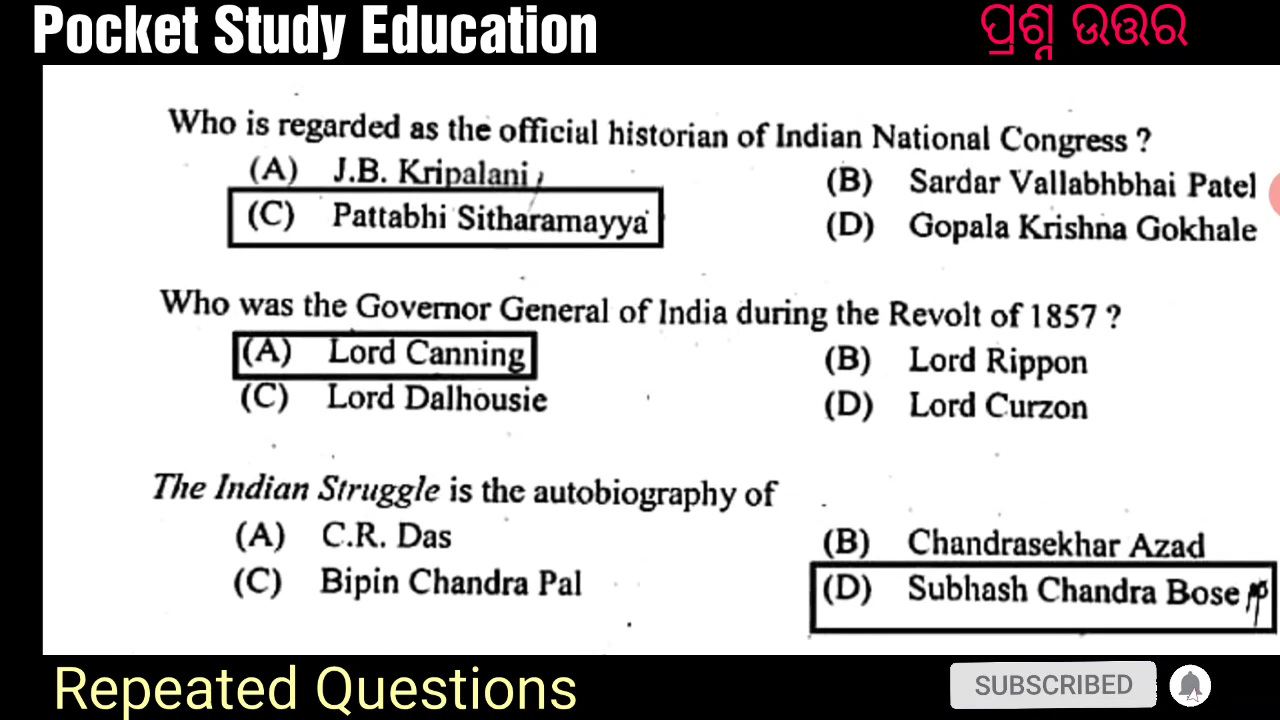 Pocket Study Education
ପ୍ରଶ୍ନ ଉତ୍ତର
Who is regarded as the official historian of Indian National Congress ?
(A) J.B. Kripalani (B) Sardar Vallabhbhai Patel
(C) Pattabhi Sitharamayya (D) Gopala Krishna Gokhale
Who was the Governor General of India during the Revolt of 1857 ?
(A) Lord Canning (B) Lord Rippon
(C) Lord Dalhousie (D) Lord Curzon
The Indian Struggle is the autobiography of
(A) C.R. Das (B) Chandrasekhar Azad
(C) Bipin Chandra Pal (D) Subhash Chandra Bose
Repeated Questions
SUBSCRIBED